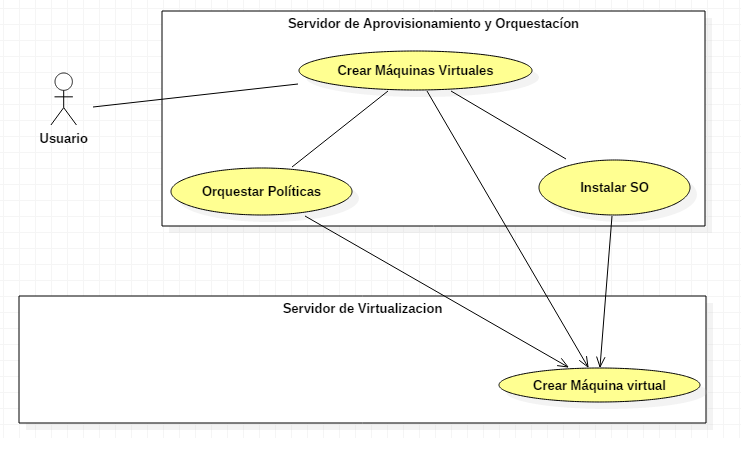 Servidor de Aprovisionamiento y Orquestacíon
Crear Máquinas Virtuales
Usuario
Orquestar Políticas
Instalar SO
Servidor de Virtualizacion
Crear Máquina virtual